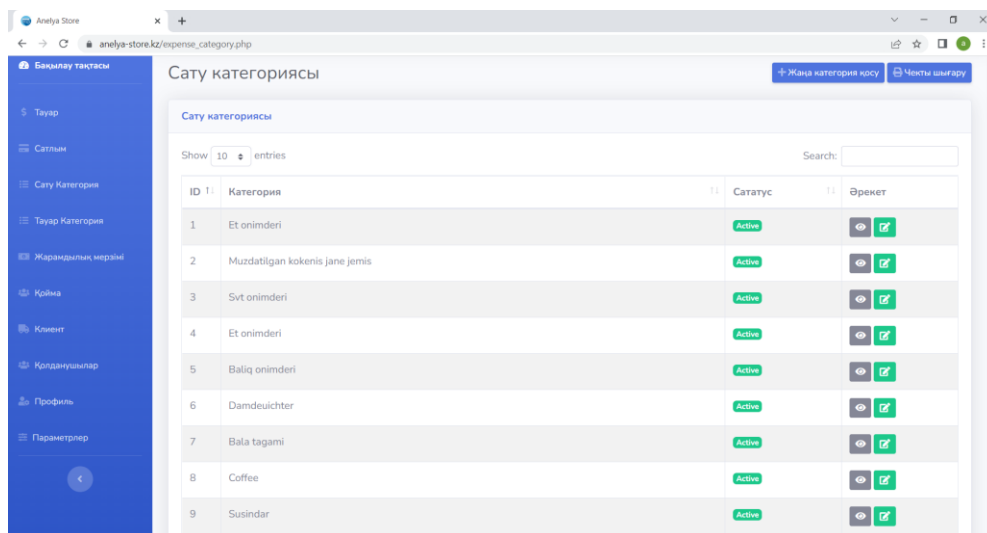 Anelya Store
anelya-store.kz/expense_category.php
a
Бақылау тақтасы
Тауар
Сатлым
Сату Категория
Тауар Категория
Жарамдылық мерзімі
Қойма
Клиент
Қолданушылар
Профиль
Параметрлер
Сату категориясы
+ Жаңа категория қосу
Чекты шығару
Сату категориясы
Show 10 entries
Search:
ID Категория Сататус Әрекет
1 Et onimderi Active
2 Muzdatilgan kokenis jane jemis Active
3 Svt onimderi Active
4 Et onimderi Active
5 Baliq onimderi Active
6 Damdeuichter Active
7 Bala tagami Active
8 Coffee Active
9 Susindar Active